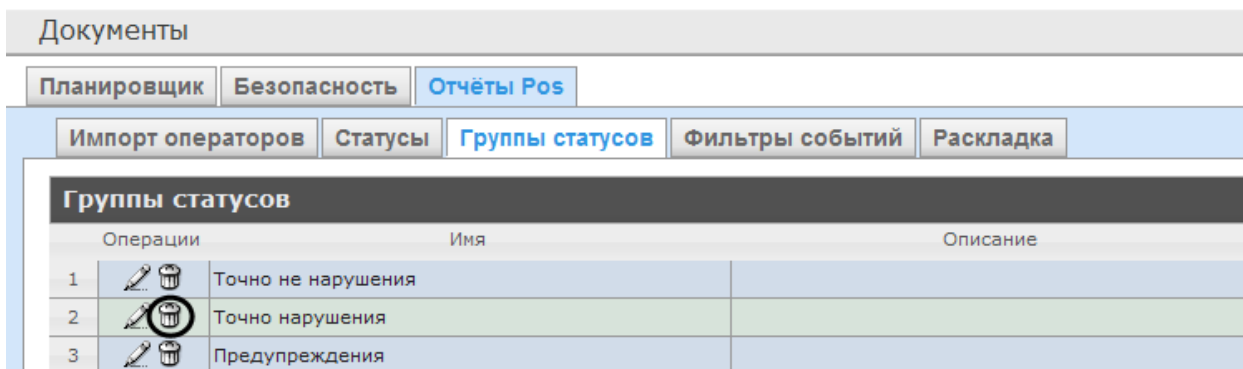 Документы
Планировщик Безопасность Отчёты Pos
Импорт операторов Статусы Группы статусов Фильтры событий Раскладка
Группы статусов
Операции Имя Описание
1 Точно не нарушения
2 Точно нарушения
3 Предупреждения